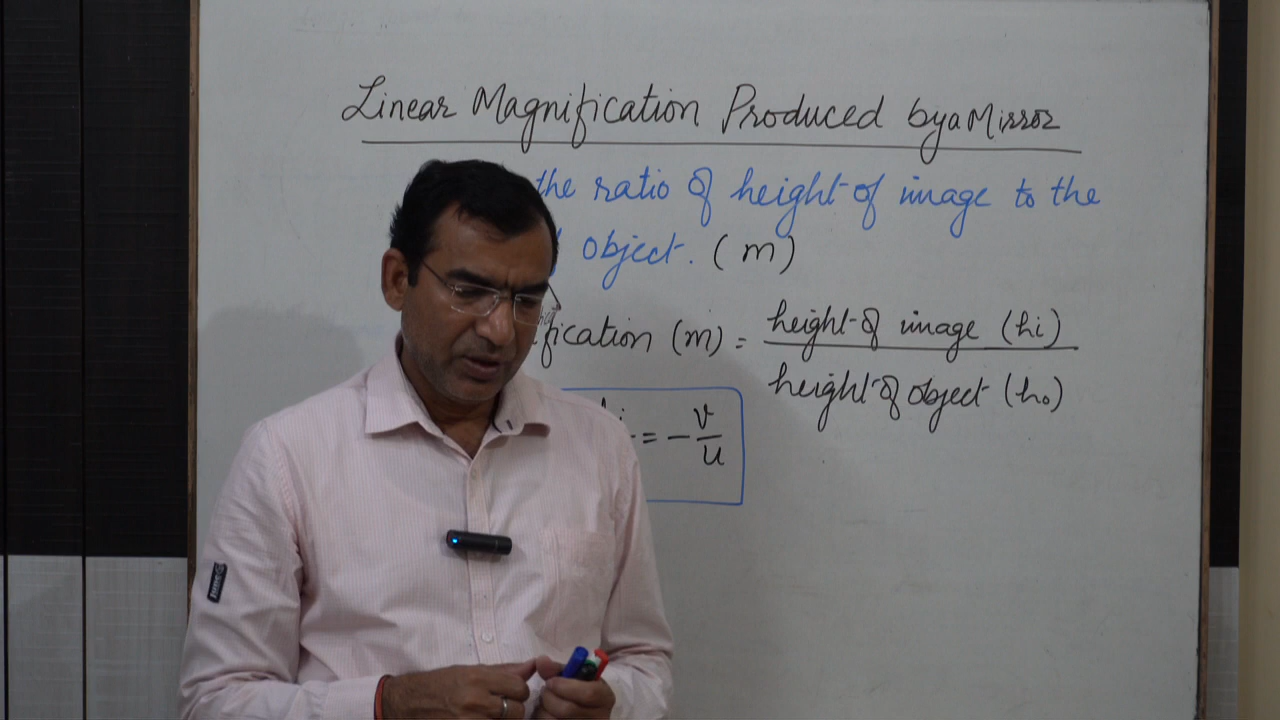 Linear Magnification Produced by a Mirror
the ratio of height of image to the
object. (m)
fication (m) = height of image (hi)
height of object (ho)
= - v
u